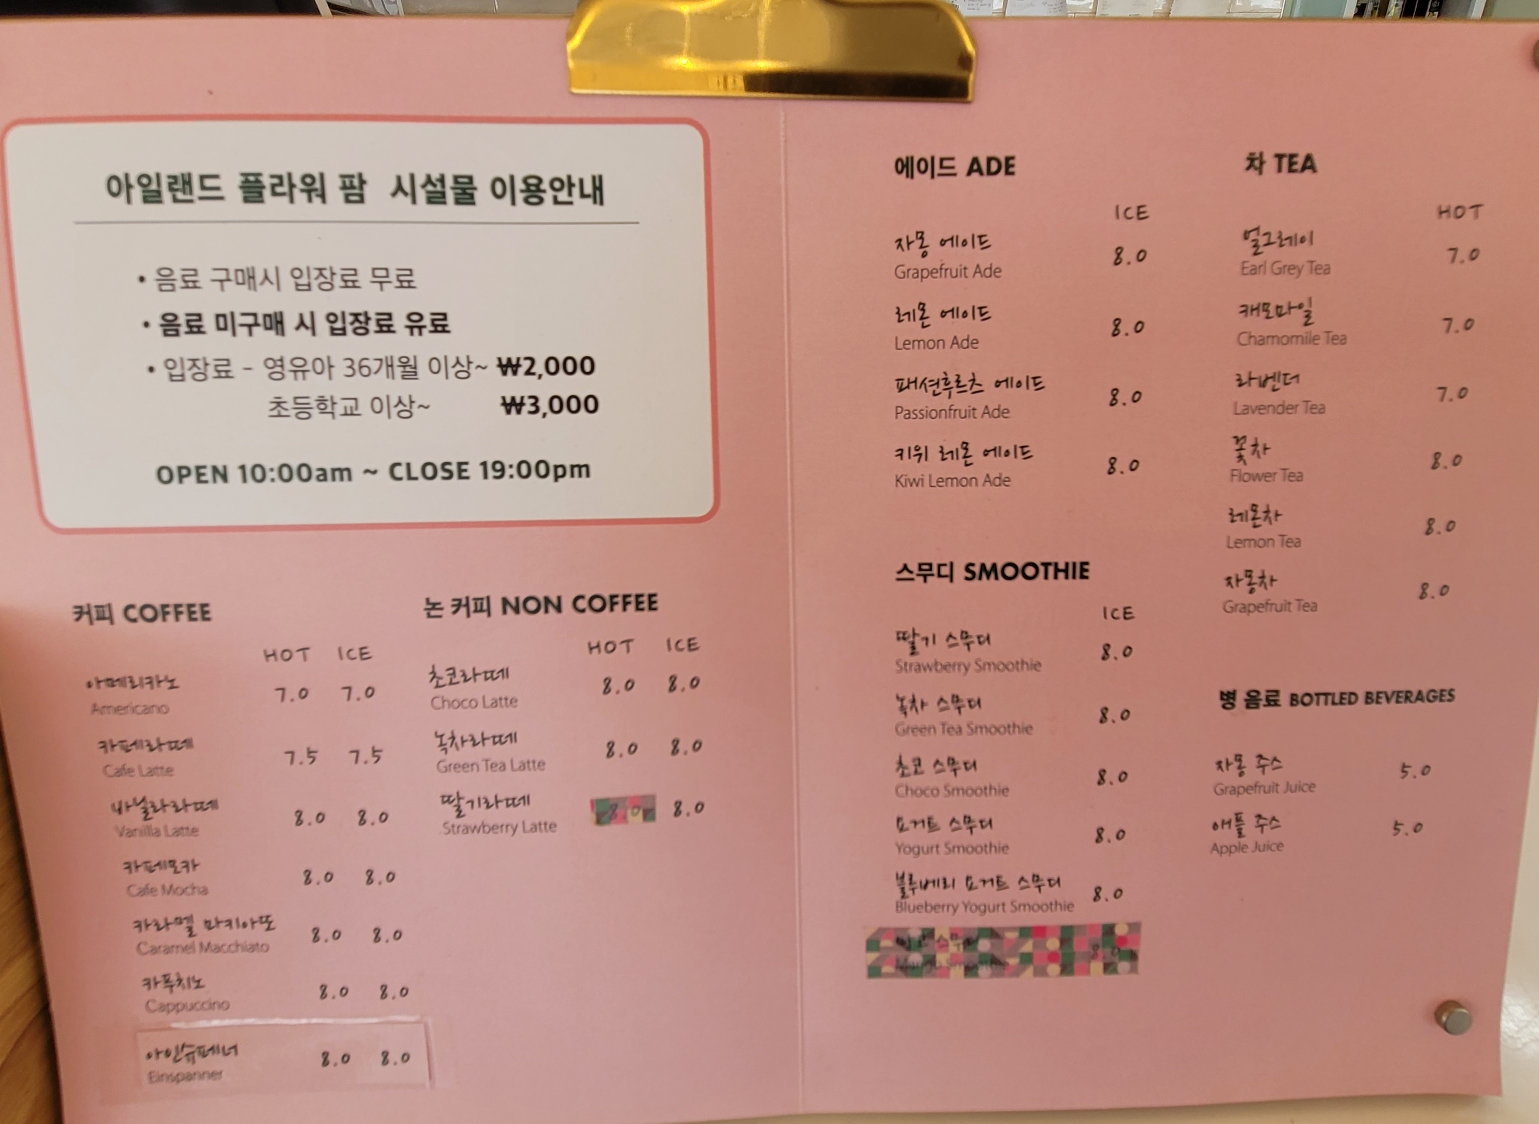 아일랜드 플라워 팜 시설물 이용안내
• 음료 구매시 입장료 무료
• 음료 미구매 시 입장료 유료
• 입장료 - 영유아 36개월 이상~ ₩2,000
초등학교 이상~ ₩3,000
OPEN 10:00am ~ CLOSE 19:00pm
커피 COFFEE
HOT ICE
아메리카노 7.0 7.0
Americano
카페라떼 7.5 7.5
Cafe Latte
바닐라라떼 8.0 8.0
Vanilla Latte
카페모카 8.0 8.0
Cafe Mocha
카라멜 마키아또 8.0 8.0
Caramel Macchiato
카푸치노 8.0 8.0
Cappuccino
아인슈페너 8.0 8.0
Einspanner
논 커피 NON COFFEE
HOT ICE
초코라떼 8.0 8.0
Choco Latte
녹차라떼 8.0 8.0
Green Tea Latte
딸기라떼 8.0 8.0
Strawberry Latte
에이드 ADE
ICE
자몽 에이드 8.0
Grapefruit Ade
레몬 에이드 8.0
Lemon Ade
패션후르츠 에이드 8.0
Passionfruit Ade
키위 레몬 에이드 8.0
Kiwi Lemon Ade
스무디 SMOOTHIE
ICE
딸기 스무디 8.0
Strawberry Smoothie
녹차 스무디 8.0
Green Tea Smoothie
초코 스무디 8.0
Choco Smoothie
요거트 스무디 8.0
Yogurt Smoothie
블루베리 요거트 스무디 8.0
Blueberry Yogurt Smoothie
차 TEA
HOT
얼그레이 7.0
Earl Grey Tea
캐모마일 7.0
Chamomile Tea
라벤더 7.0
Lavender Tea
꽃차 8.0
Flower Tea
레몬차 8.0
Lemon Tea
자몽차 8.0
Grapefruit Tea
병 음료 BOTTLED BEVERAGES
자몽 주스 5.0
Grapefruit Juice
애플 주스 5.0
Apple Juice